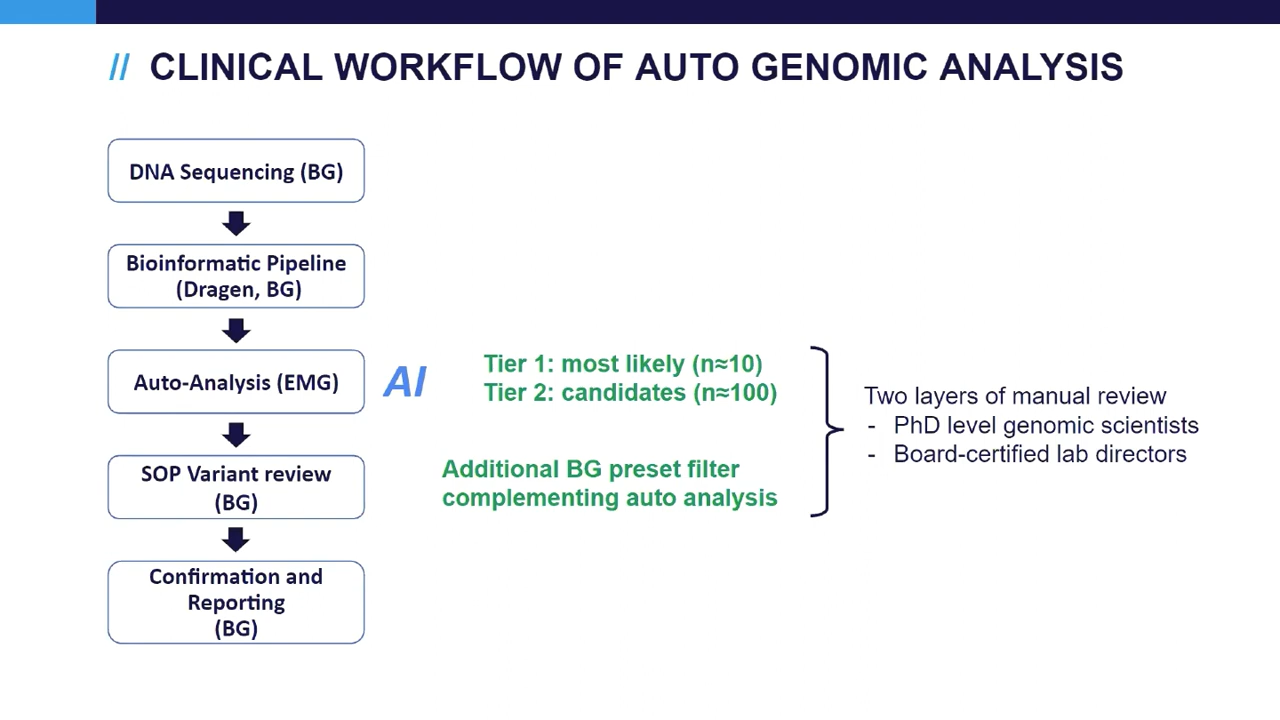 // CLINICAL WORKFLOW OF AUTO GENOMIC ANALYSIS
DNA Sequencing (BG)
Bioinformatic Pipeline
(Dragen, BG)
Auto-Analysis (EMG)
AI
Tier 1: most likely (n≈10)
Tier 2: candidates (n≈100)
SOP Variant review
(BG)
Additional BG preset filter
complementing auto analysis
Two layers of manual review
- PhD level genomic scientists
- Board-certified lab directors
Confirmation and
Reporting
(BG)